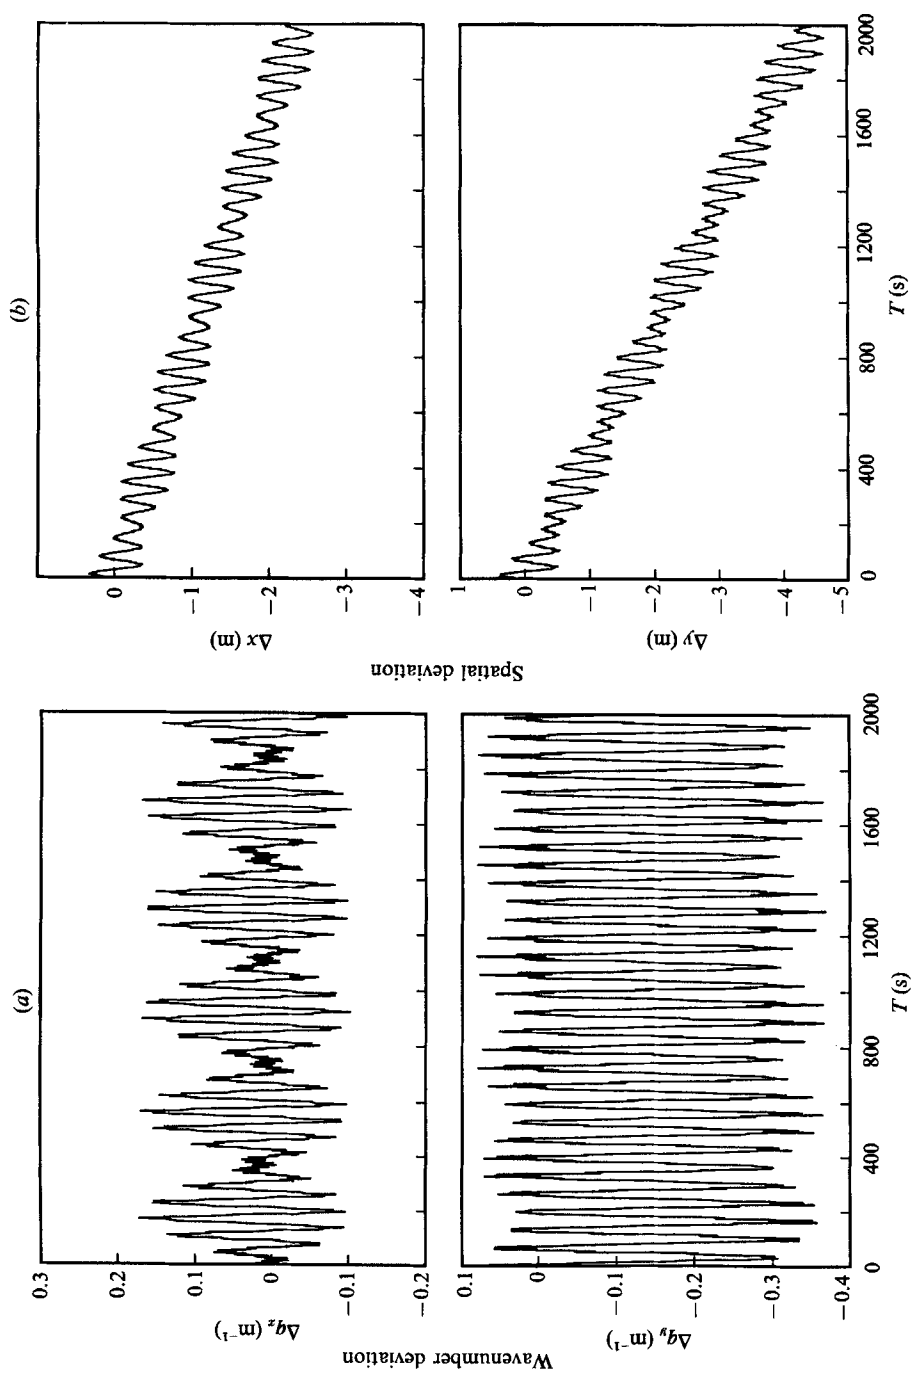 (a)
Wavenumber deviation
Δqₓ (m⁻¹)
0.3
0.2
0.1
0
−0.1
−0.2
Δq_y (m⁻¹)
0.1
0
−0.1
−0.2
−0.3
−0.4
0 400 800 1200 1600 2000
T (s)
(b)
Spatial deviation
Δx (m)
0
−1
−2
−3
−4
Δy (m)
1
0
−1
−2
−3
−4
−5
0 400 800 1200 1600 2000
T (s)